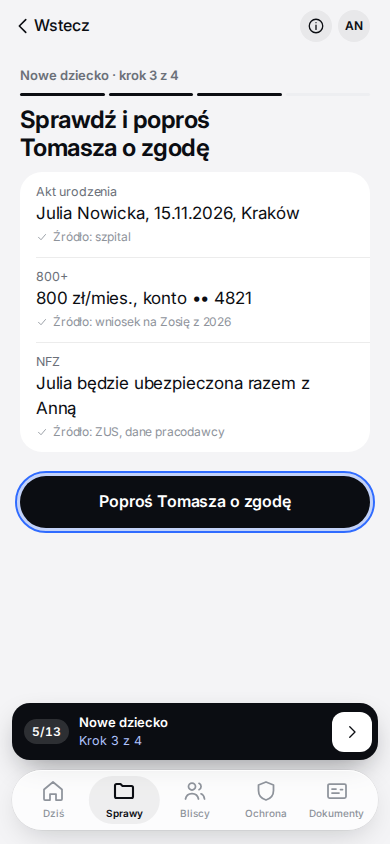 Wstecz
AN
Nowe dziecko · krok 3 z 4
Sprawdź i poproś
Tomasza o zgodę
Akt urodzenia
Julia Nowicka, 15.11.2026, Kraków
Źródło: szpital
800+
800 zł/mies., konto •• 4821
Źródło: wniosek na Zosię z 2026
NFZ
Julia będzie ubezpieczona razem z
Anną
Źródło: ZUS, dane pracodawcy
Poproś Tomasza o zgodę
5/13
Nowe dziecko
Krok 3 z 4
Dziś
Sprawy
Bliscy
Ochrona
Dokumenty